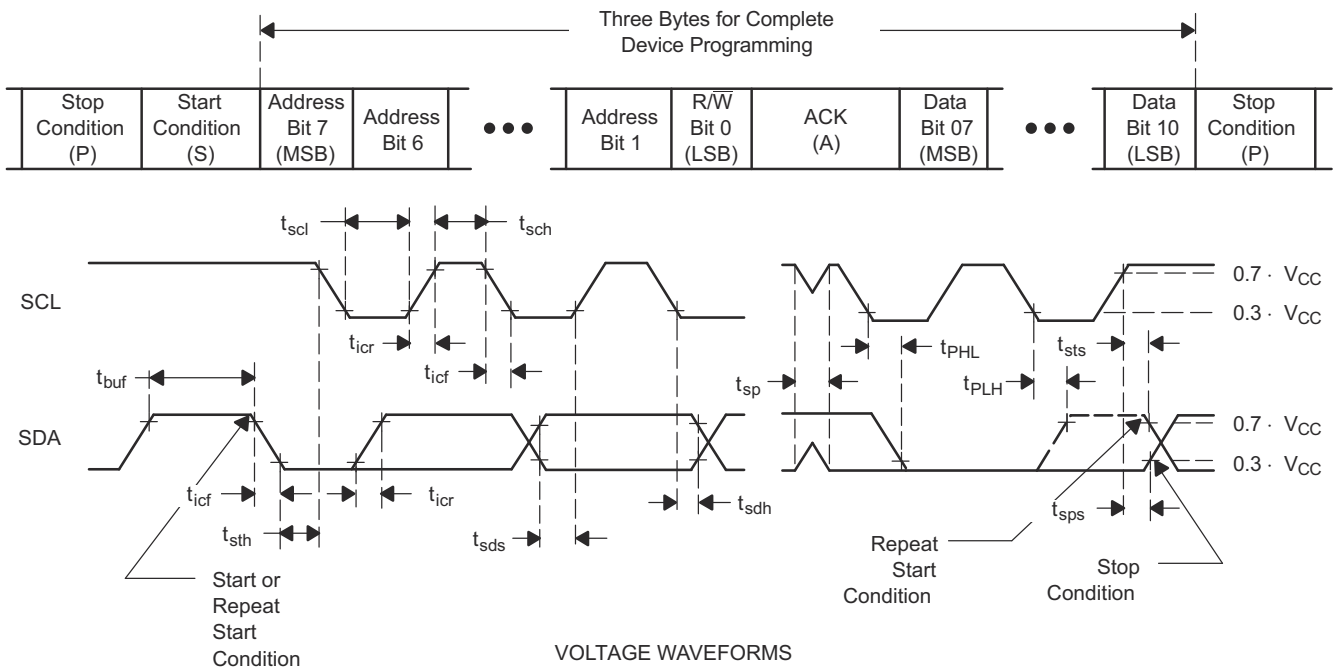 Three Bytes for Complete
Device Programming
Stop
Condition
(P)
Start
Condition
(S)
Address
Bit 7
(MSB)
Address
Bit 6
•••
Address
Bit 1
R/W̅
Bit 0
(LSB)
ACK
(A)
Data
Bit 07
(MSB)
•••
Data
Bit 10
(LSB)
Stop
Condition
(P)
tscl
tsch
SCL
0.7 · VCC
0.3 · VCC
ticr
ticf
tsp
tPHL
tPLH
tsts
tbuf
SDA
0.7 · VCC
0.3 · VCC
ticf
tsth
ticr
tsds
tsdh
tsps
Start or
Repeat
Start
Condition
Repeat
Start
Condition
Stop
Condition
VOLTAGE WAVEFORMS